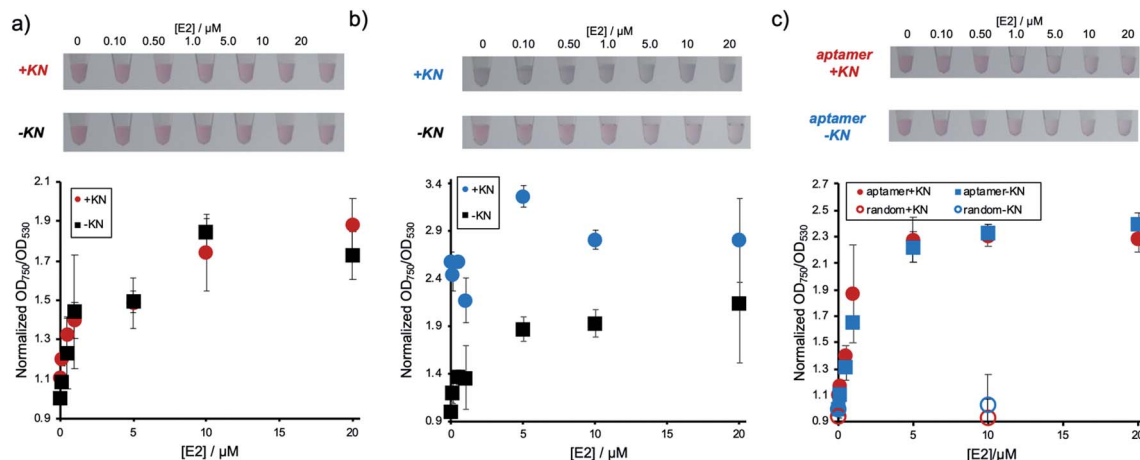 a)
[E2] / µM
0 0.10 0.50 1.0 5.0 10 20
+KN
-KN
Normalized OD750/OD530
2.1
1.9
1.7
1.5
1.3
1.1
0.9
+KN
-KN
0 5 10 15 20
[E2] / µM
b)
[E2] / µM
0 0.10 0.50 1.0 5.0 10 20
+KN
-KN
Normalized OD750/OD530
3.4
2.9
2.4
1.9
1.4
0.9
+KN
-KN
0 5 10 15 20
[E2] / µM
c)
[E2] / µM
0 0.10 0.50 1.0 5.0 10 20
aptamer
+KN
aptamer
-KN
Normalized OD750/OD530
2.7
2.5
2.3
2.1
1.9
1.7
1.5
1.3
1.1
0.9
aptamer+KN aptamer-KN
random+KN random-KN
0 5 10 15 20
[E2]/µM